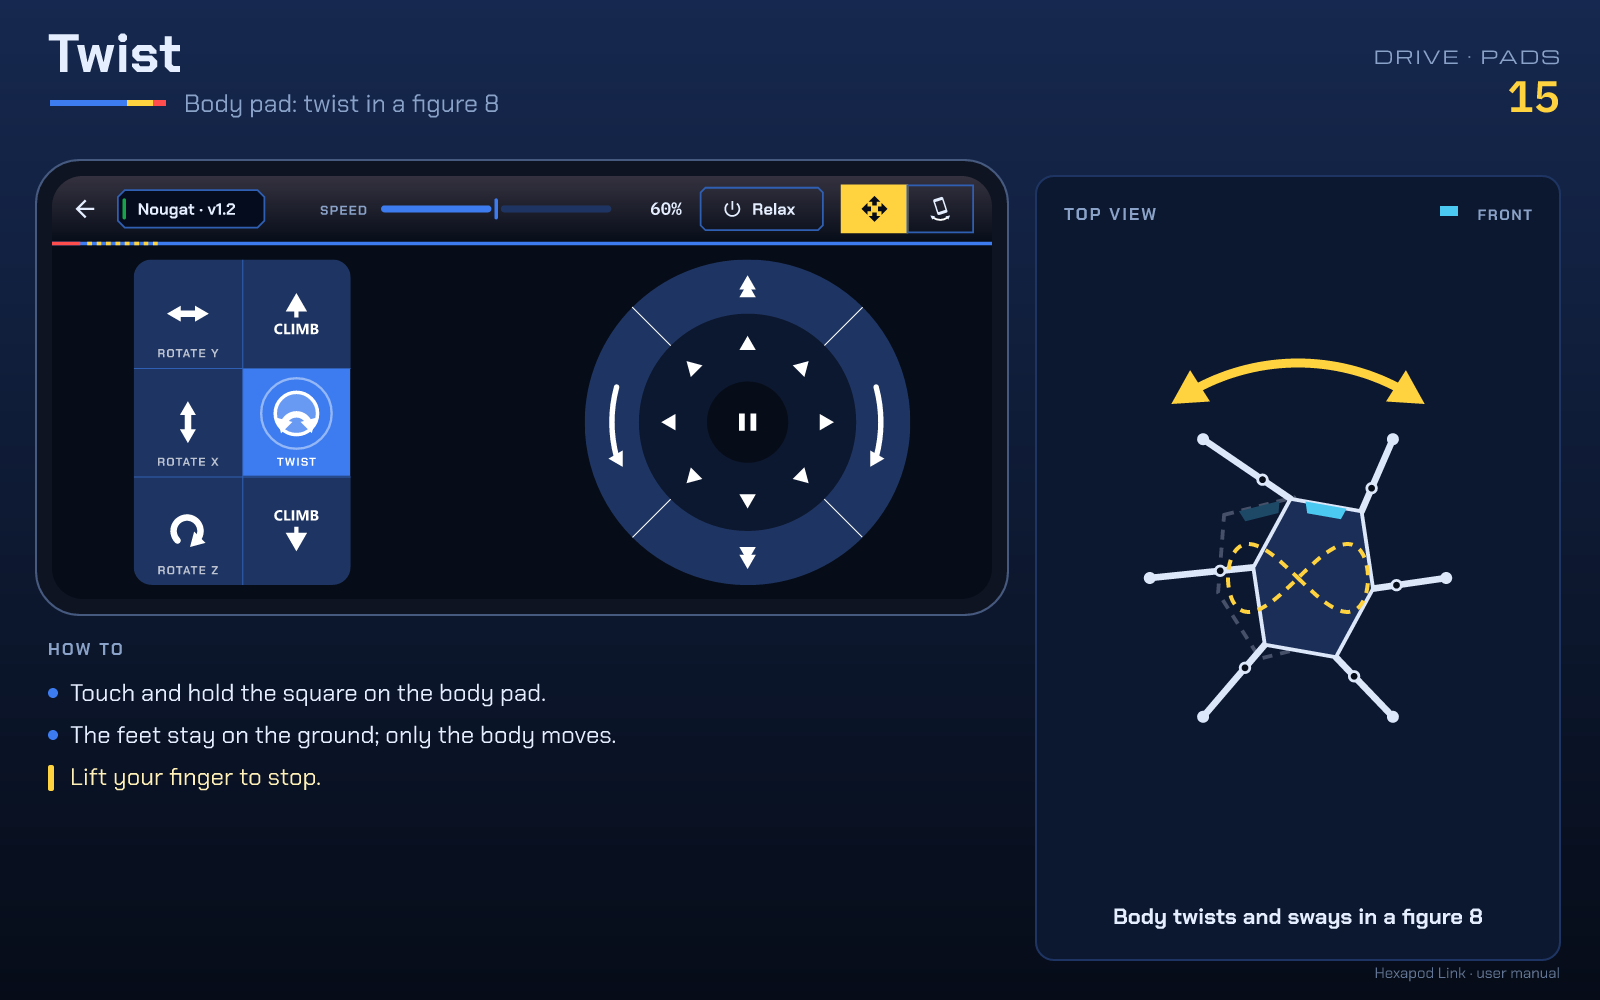 Twist
Body pad: twist in a figure 8
DRIVE · PADS
15
Nougat · v1.2
SPEED
60%
Relax
ROTATE Y
CLIMB
ROTATE X
TWIST
ROTATE Z
CLIMB
TOP VIEW
FRONT
Body twists and sways in a figure 8
HOW TO
Touch and hold the square on the body pad.
The feet stay on the ground; only the body moves.
Lift your finger to stop.
Hexapod Link · user manual